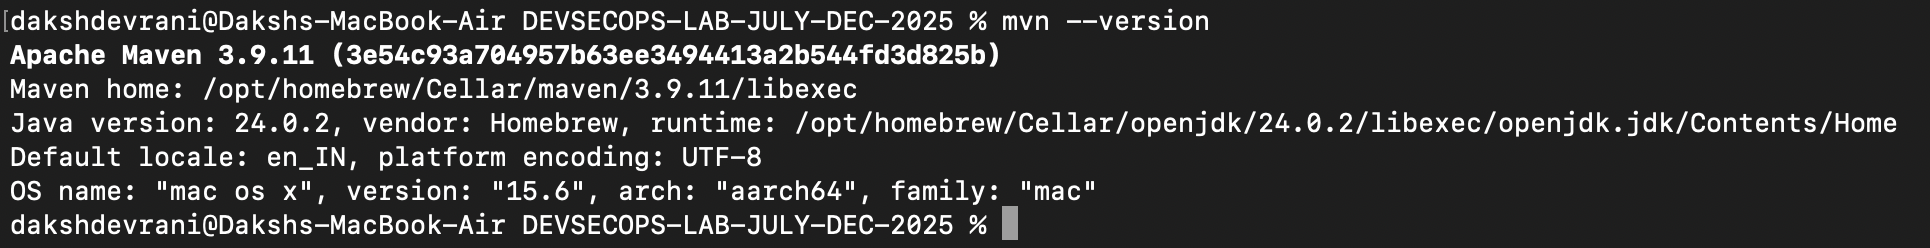 [dakshdevrani@Dakshs-MacBook-Air DEVSECOPS-LAB-JULY-DEC-2025 % mvn --version
Apache Maven 3.9.11 (3e54c93a704957b63ee3494413a2b544fd3d825b)
Maven home: /opt/homebrew/Cellar/maven/3.9.11/libexec
Java version: 24.0.2, vendor: Homebrew, runtime: /opt/homebrew/Cellar/openjdk/24.0.2/libexec/openjdk.jdk/Contents/Home
Default locale: en_IN, platform encoding: UTF-8
OS name: "mac os x", version: "15.6", arch: "aarch64", family: "mac"
dakshdevrani@Dakshs-MacBook-Air DEVSECOPS-LAB-JULY-DEC-2025 %